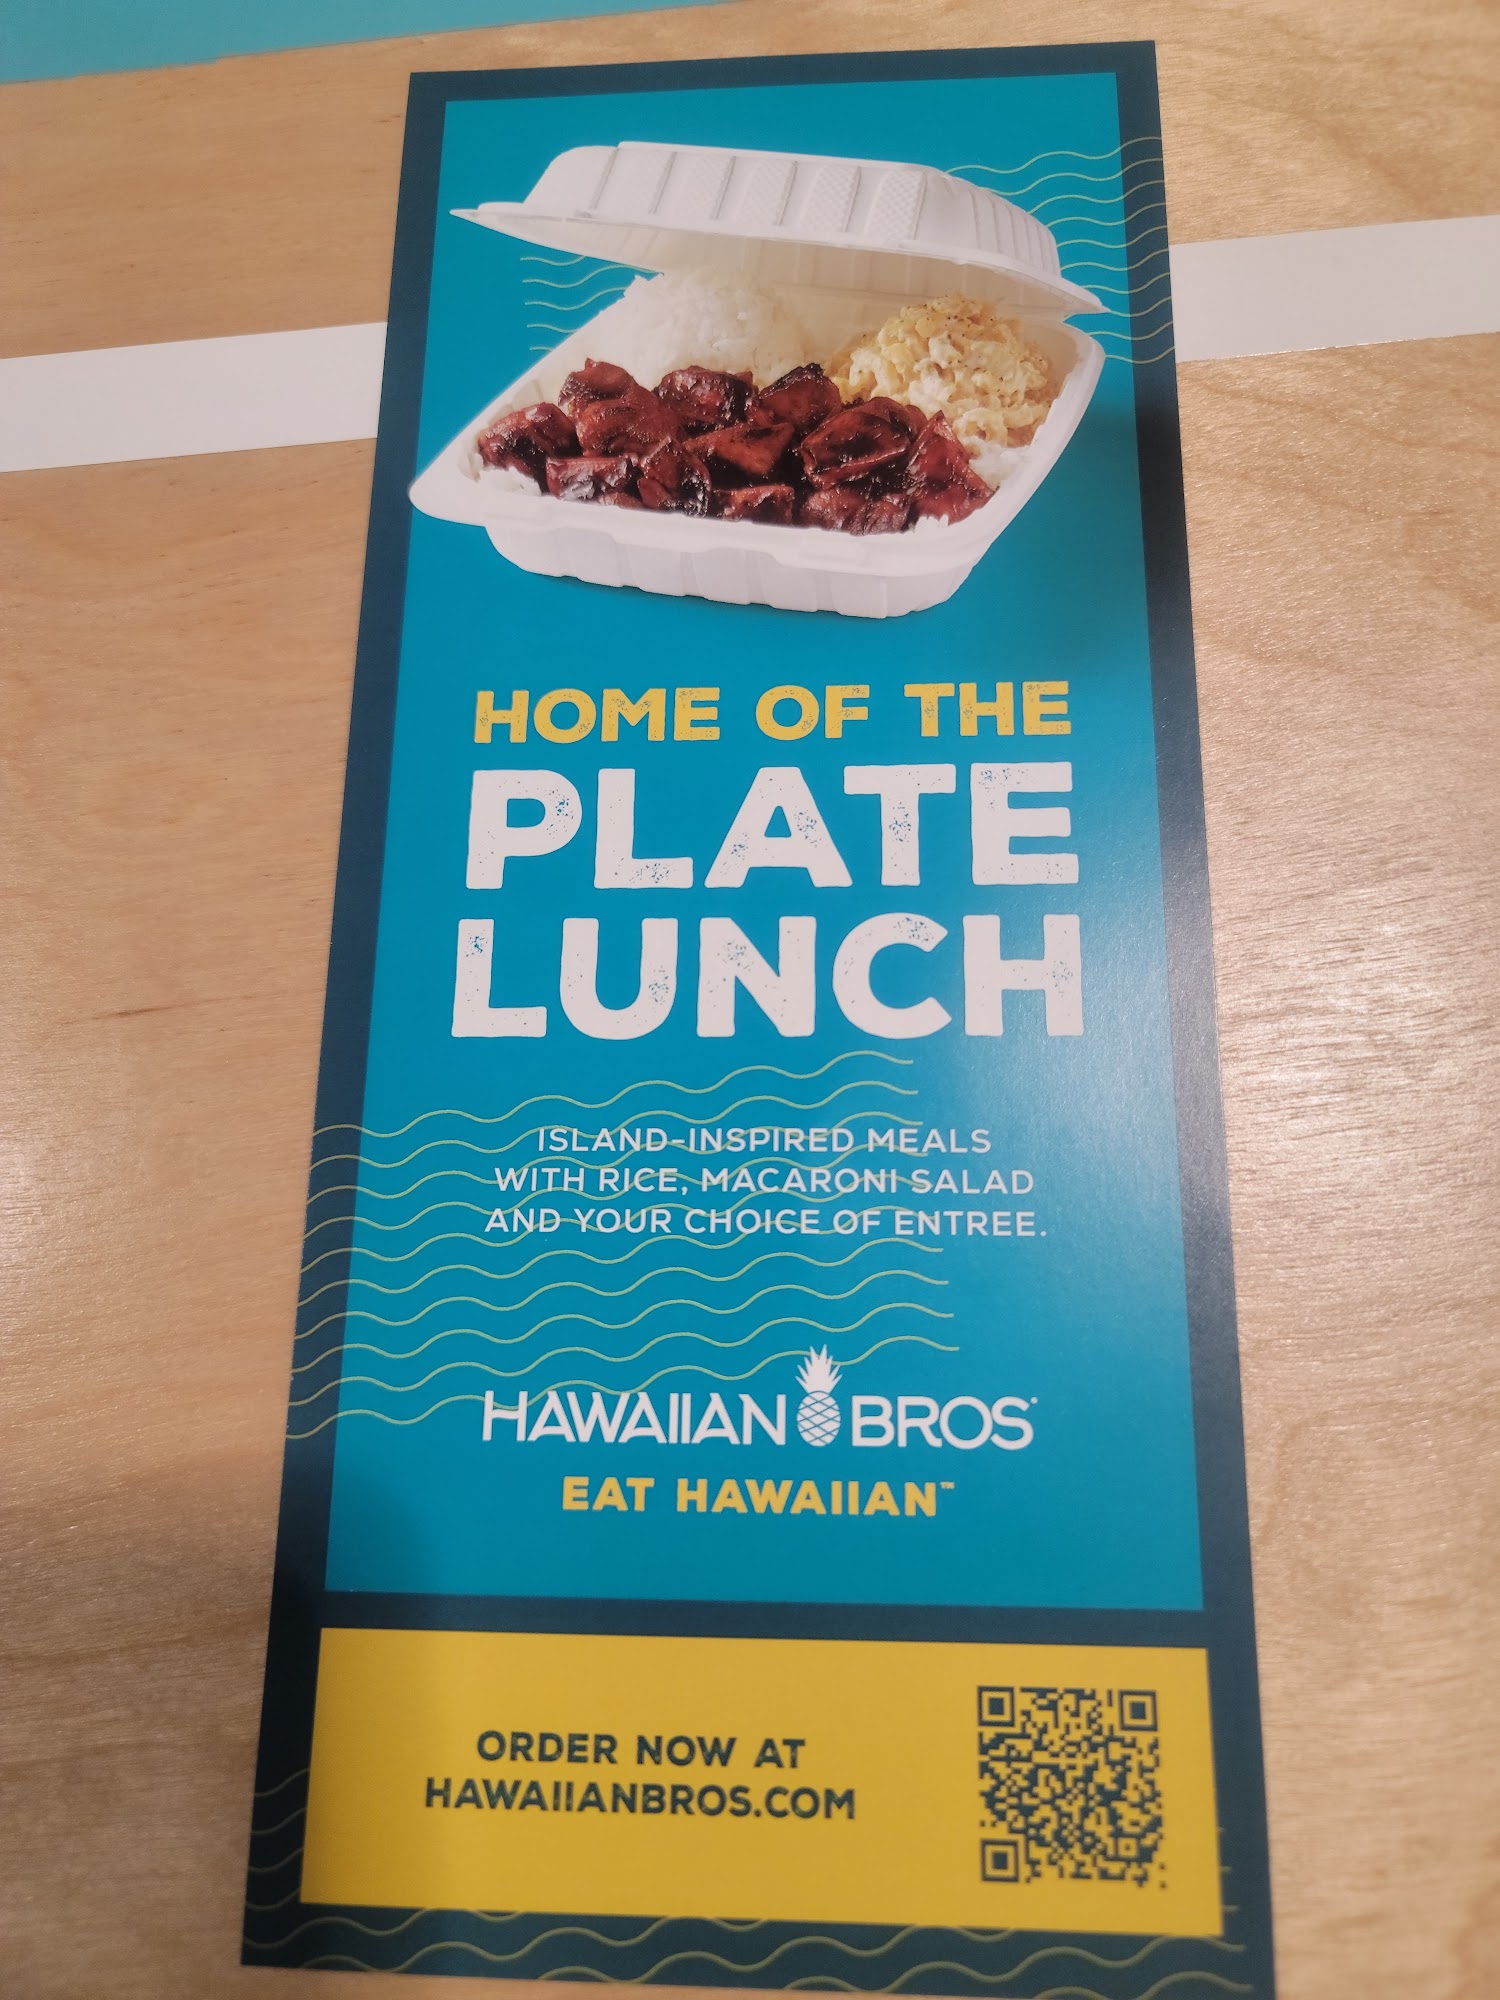 HOME OF THE
PLATE
LUNCH
ISLAND-INSPIRED MEALS
WITH RICE, MACARONI SALAD
AND YOUR CHOICE OF ENTREE.
HAWAIIAN BROS
EAT HAWAIIAN™
ORDER NOW AT
HAWAIIANBROS.COM